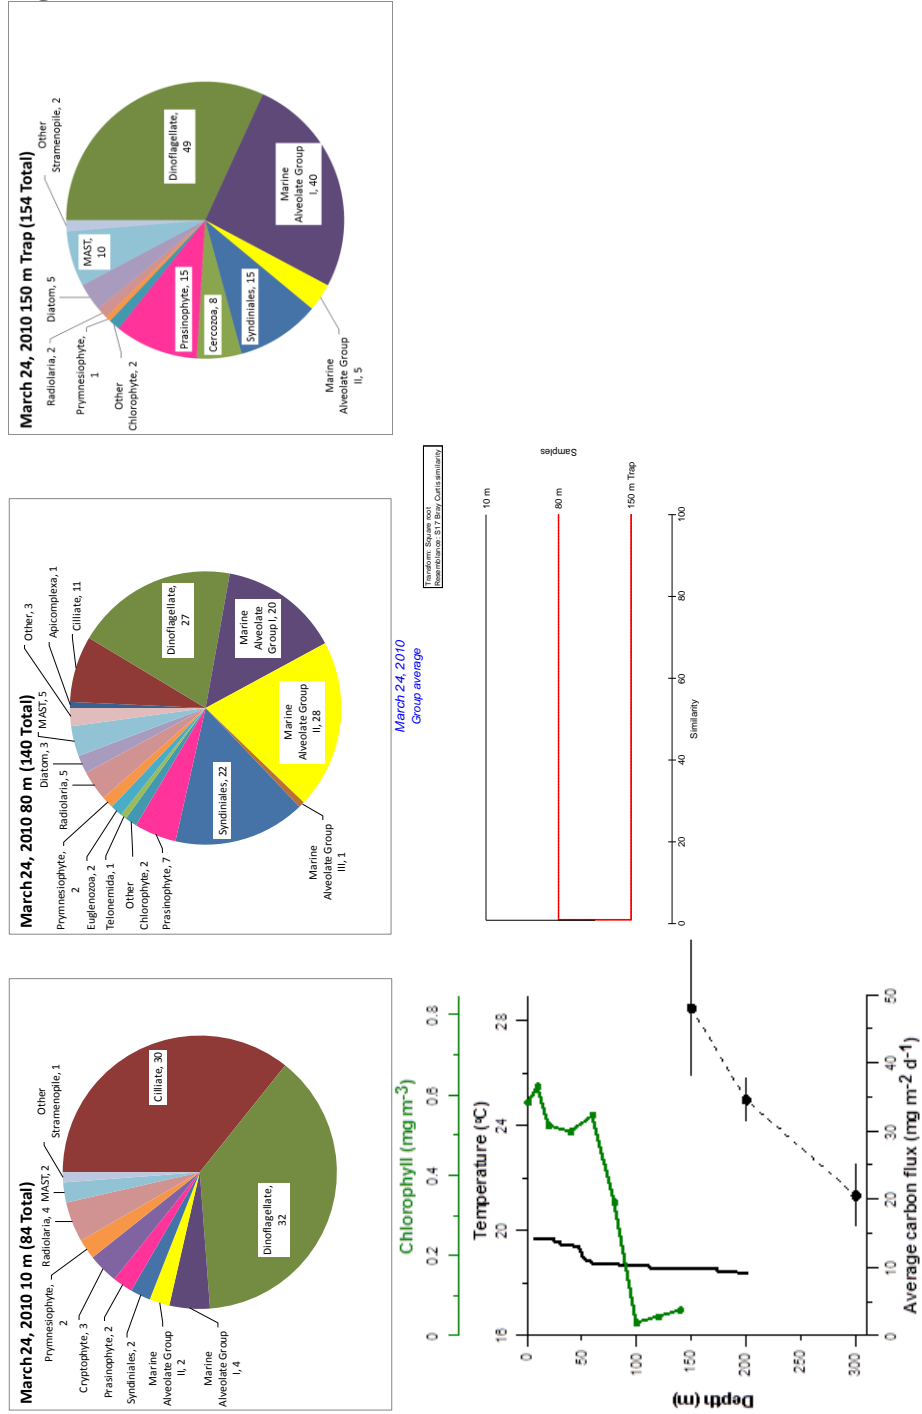 March 24, 2010 10 m (84 Total)
Other
Stramenopile, 1
MAST, 2
Radiolaria, 4
Prymnesiophyte,
2
Cryptophyte, 3
Prasinophyte, 2
Syndiniales, 2
Marine
Alveolate Group
II, 2
Marine
Alveolate Group
I, 4
Cilliate, 30
Dinoflagellate,
32
March 24, 2010 80 m (140 Total)
Other, 3
Apicomplexa, 1
Cilliate, 11
MAST, 5
Diatom, 3
Radiolaria, 5
Prymnesiophyte,
2
Euglenozoa, 2
Telonemida, 1
Other
Chlorophyte, 2
Prasinophyte, 7
Dinoflagellate,
27
Marine
Alveolate
Group I, 20
Marine
Alveolate Group
II, 28
Syndiniales, 22
Marine
Alveolate Group
III, 1
March 24, 2010 150 m Trap (154 Total)
Other
Stramenopile, 2
MAST,
10
Diatom, 5
Radiolaria, 2
Prymnesiophyte,
1
Other
Chlorophyte, 2
Prasinophyte, 15
Cercozoa, 8
Syndiniales, 15
Marine
Alveolate Group
II, 5
Dinoflagellate,
49
Marine
Alveolate Group
I, 40
Chlorophyll (mg m-3)
0 0.2 0.4 0.6 0.8
Temperature (ºC)
16 20 24 28
0
50
100
150
200
250
300
Depth (m)
0 10 20 30 40 50
Average carbon flux (mg m-2 d-1)
March 24, 2010
Group average
Transform: Square root
Resemblance: S17 Bray Curtis similarity
10 m
80 m
150 m Trap
Samples
0 20 40 60 80 100
Similarity